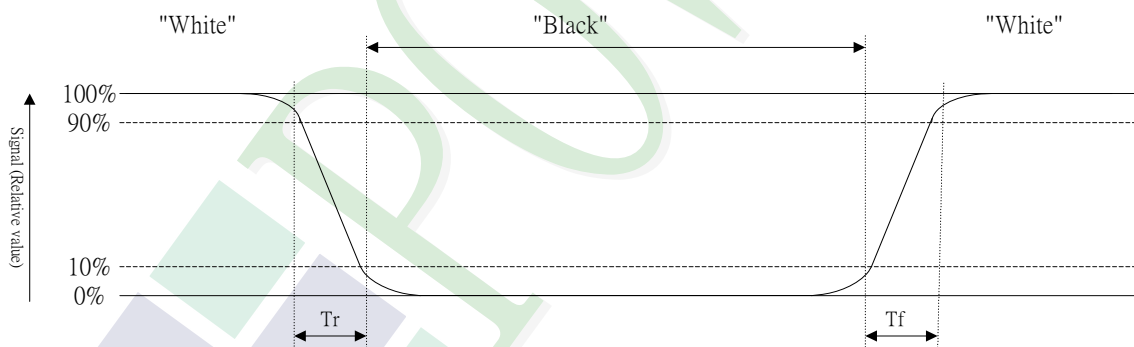 "White" "Black" "White"
100%
90%
Signal (Relative value)
10%
0%
Tr Tf